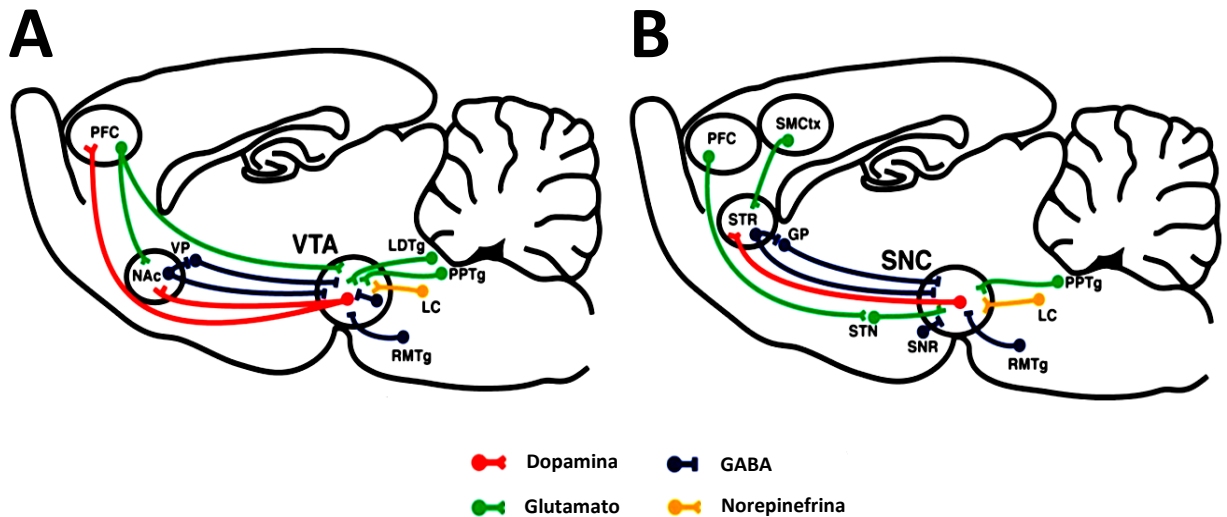 A
PFC
VTA
VP
NAc
LDTg
PPTg
LC
RMTg
B
PFC
SMCtx
STR
GP
SNC
PPTg
LC
STN
SNR
RMTg
Dopamina
GABA
Glutamato
Norepinefrina